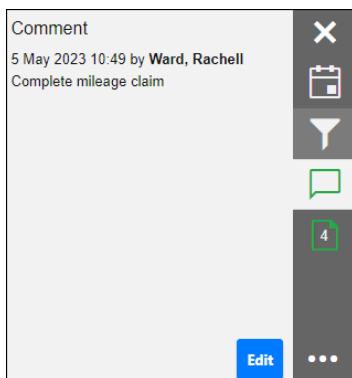 Comment
5 May 2023 10:49 by Ward, Rachell
Complete mileage claim
4
Edit